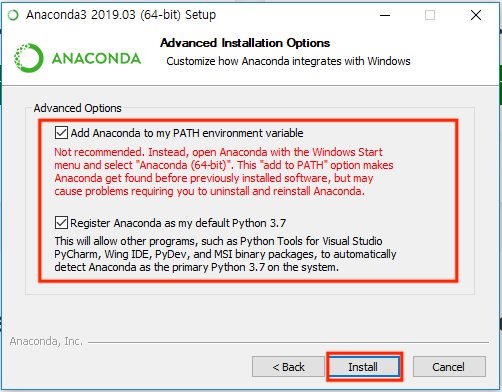 Anaconda3 2019.03 (64-bit) Setup
ANACONDA
Advanced Installation Options
Customize how Anaconda integrates with Windows
Advanced Options
Add Anaconda to my PATH environment variable
Not recommended. Instead, open Anaconda with the Windows Start
menu and select "Anaconda (64-bit)". This "add to PATH" option makes
Anaconda get found before previously installed software, but may
cause problems requiring you to uninstall and reinstall Anaconda.
Register Anaconda as my default Python 3.7
This will allow other programs, such as Python Tools for Visual Studio
PyCharm, Wing IDE, PyDev, and MSI binary packages, to automatically
detect Anaconda as the primary Python 3.7 on the system.
Anaconda, Inc.
< Back
Install
Cancel